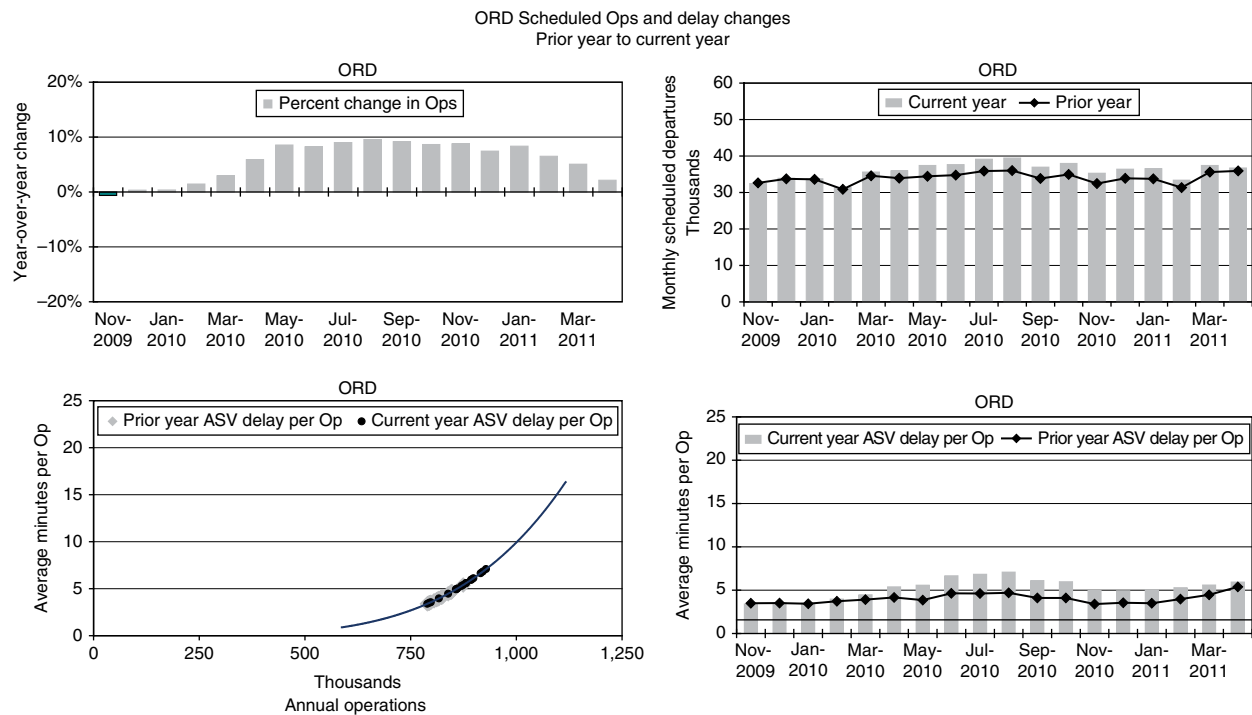 ORD Scheduled Ops and delay changes
Prior year to current year
ORD
Percent change in Ops
Year-over-year change
20%
10%
0%
–10%
–20%
Nov-2009 Jan-2010 Mar-2010 May-2010 Jul-2010 Sep-2010 Nov-2010 Jan-2011 Mar-2011
ORD
Current year Prior year
Monthly scheduled departures
Thousands
60
50
40
30
20
10
0
Nov-2009 Jan-2010 Mar-2010 May-2010 Jul-2010 Sep-2010 Nov-2010 Jan-2011 Mar-2011
ORD
Prior year ASV delay per Op Current year ASV delay per Op
Average minutes per Op
25
20
15
10
5
0
0 250 500 750 1,000 1,250
Thousands
Annual operations
ORD
Current year ASV delay per Op Prior year ASV delay per Op
Average minutes per Op
25
20
15
10
5
0
Nov-2009 Jan-2010 Mar-2010 May-2010 Jul-2010 Sep-2010 Nov-2010 Jan-2011 Mar-2011